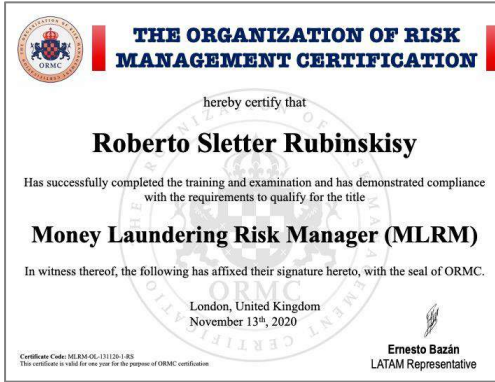 THE ORGANIZATION OF RISK
MANAGEMENT CERTIFICATION
ORMC
hereby certify that
Roberto Sletter Rubinskisy
Has successfully completed the training and examination and has demonstrated compliance
with the requirements to qualify for the title
Money Laundering Risk Manager (MLRM)
In witness thereof, the following has affixed their signature hereto, with the seal of ORMC.
ORMC
London, United Kingdom
November 13th, 2020
Ernesto Bazán
LATAM Representative
Certificate Code: MLRM-OL-131120-1-RS
This certificate is valid for one year for the purpose of ORMC certification